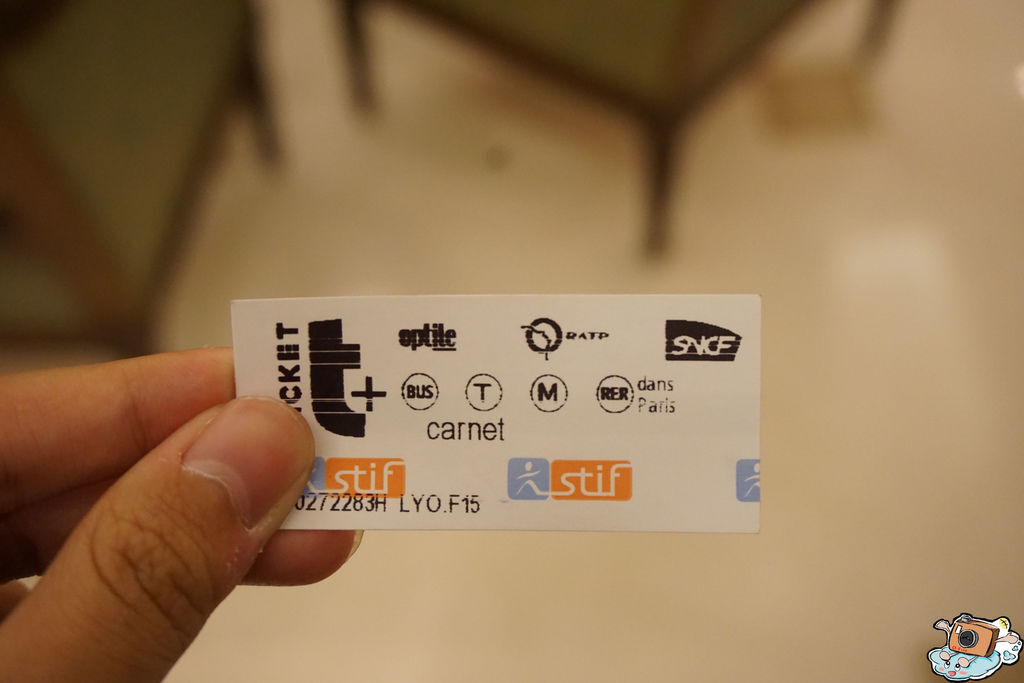 TICKET t+
optile RATP SNCF
BUS T M RER dans Paris
carnet
stif stif
0272283H LYO.F15